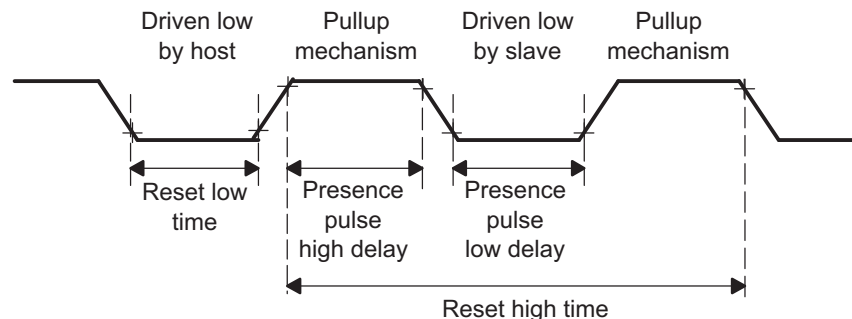 Driven low
by host
Pullup
mechanism
Driven low
by slave
Pullup
mechanism
Reset low
time
Presence
pulse
high delay
Presence
pulse
low delay
Reset high time